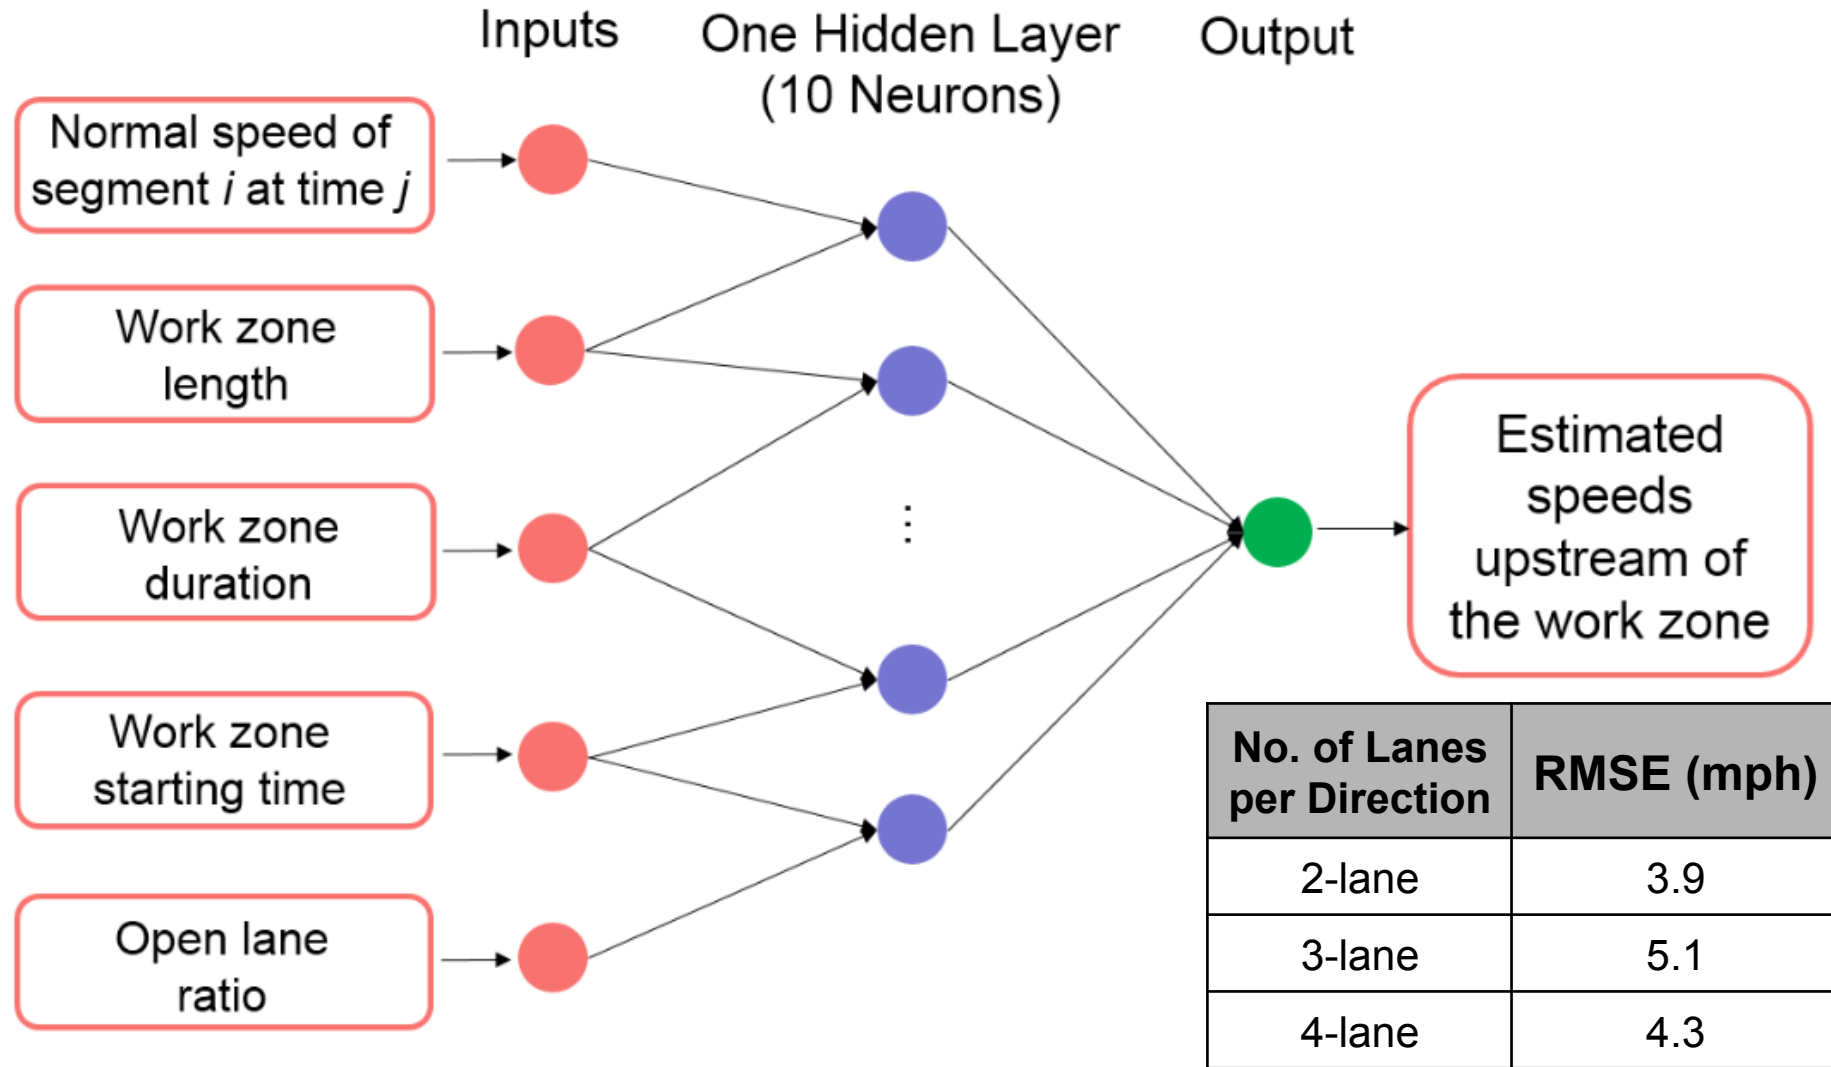 Inputs
One Hidden Layer
(10 Neurons)
Output
Normal speed of
segment i at time j
Work zone
length
Work zone
duration
Work zone
starting time
Open lane
ratio
⋮
Estimated
speeds
upstream of
the work zone
No. of Lanes
per Direction
RMSE (mph)
2-lane 3.9
3-lane 5.1
4-lane 4.3